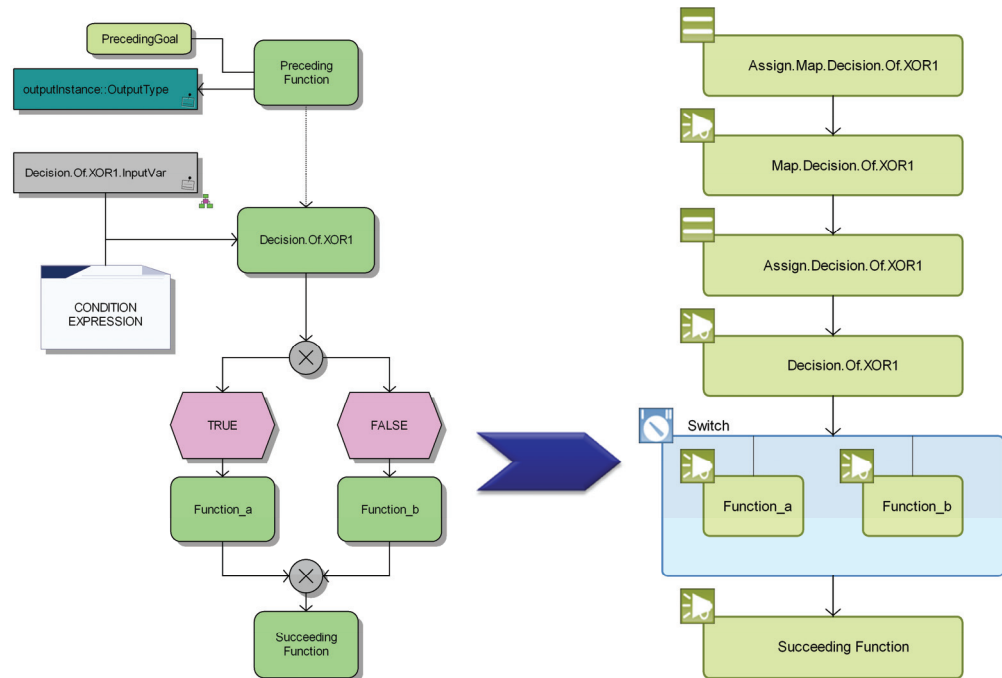 PrecedingGoal
Preceding
Function
outputInstance::OutputType
Decision.Of.XOR1.InputVar
Decision.Of.XOR1
CONDITION
EXPRESSION
TRUE
FALSE
Function_a
Function_b
Succeeding
Function
Assign.Map.Decision.Of.XOR1
Map.Decision.Of.XOR1
Assign.Decision.Of.XOR1
Decision.Of.XOR1
Switch
Function_a
Function_b
Succeeding Function